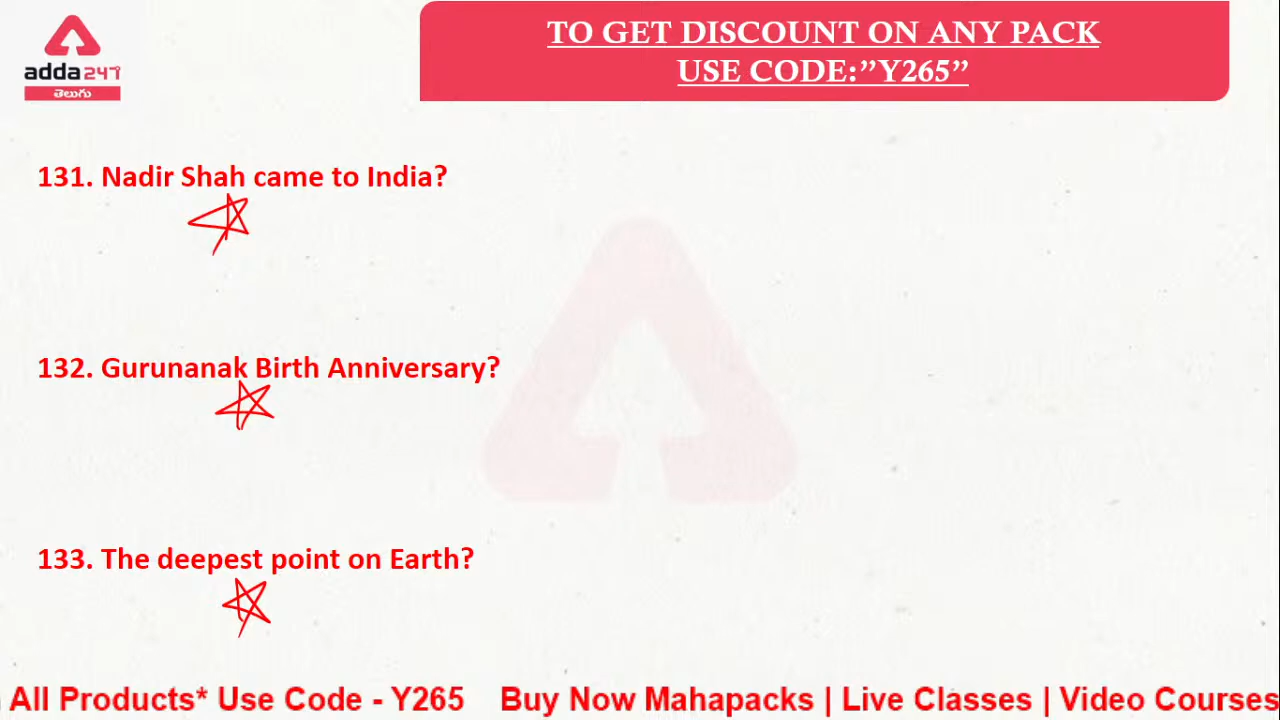 TO GET DISCOUNT ON ANY PACK
USE CODE:”Y265”
adda247
తెలుగు
131. Nadir Shah came to India?
132. Gurunanak Birth Anniversary?
133. The deepest point on Earth?
All Products* Use Code - Y265 Buy Now Mahapacks | Live Classes | Video Courses